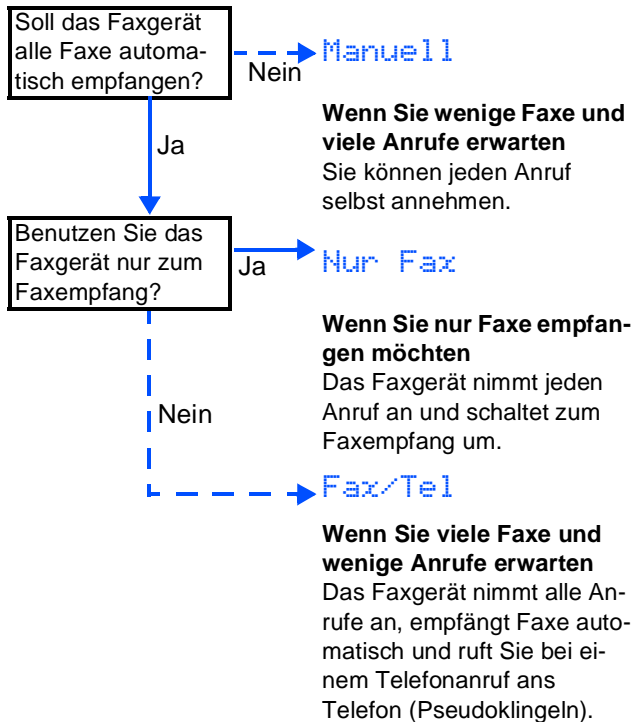 Soll das Faxgerät
alle Faxe automa-
tisch empfangen?
Nein
Manuell
Wenn Sie wenige Faxe und
viele Anrufe erwarten
Sie können jeden Anruf
selbst annehmen.
Ja
Benutzen Sie das
Faxgerät nur zum
Faxempfang?
Ja
Nur Fax
Wenn Sie nur Faxe empfan-
gen möchten
Das Faxgerät nimmt jeden
Anruf an und schaltet zum
Faxempfang um.
Nein
Fax/Tel
Wenn Sie viele Faxe und
wenige Anrufe erwarten
Das Faxgerät nimmt alle An-
rufe an, empfängt Faxe auto-
matisch und ruft Sie bei ei-
nem Telefonanruf ans
Telefon (Pseudoklingeln).